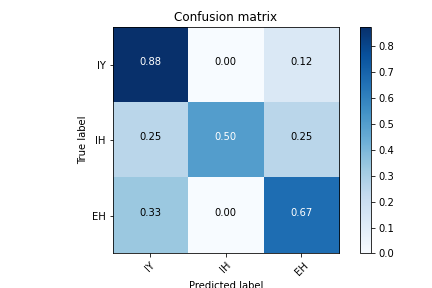 Confusion matrix
IY 0.88 0.00 0.12
IH 0.25 0.50 0.25
EH 0.33 0.00 0.67
IY IH EH
True label
Predicted label
0.8
0.7
0.6
0.5
0.4
0.3
0.2
0.1
0.0